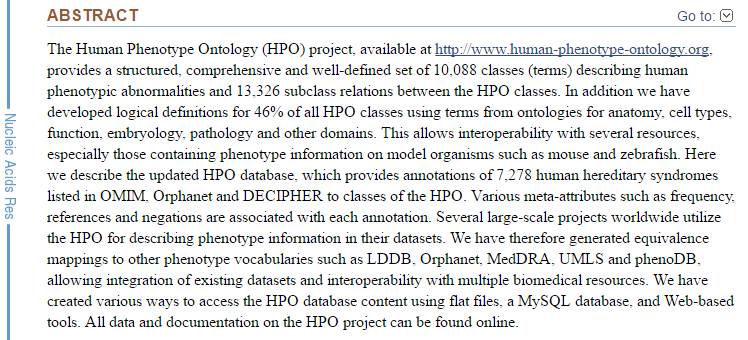 ABSTRACT
Go to:
The Human Phenotype Ontology (HPO) project, available at http://www.human-phenotype-ontology.org,
provides a structured, comprehensive and well-defined set of 10,088 classes (terms) describing human
phenotypic abnormalities and 13,326 subclass relations between the HPO classes. In addition we have
developed logical definitions for 46% of all HPO classes using terms from ontologies for anatomy, cell types,
function, embryology, pathology and other domains. This allows interoperability with several resources,
especially those containing phenotype information on model organisms such as mouse and zebrafish. Here
we describe the updated HPO database, which provides annotations of 7,278 human hereditary syndromes
listed in OMIM, Orphanet and DECIPHER to classes of the HPO. Various meta-attributes such as frequency,
references and negations are associated with each annotation. Several large-scale projects worldwide utilize
the HPO for describing phenotype information in their datasets. We have therefore generated equivalence
mappings to other phenotype vocabularies such as LDDB, Orphanet, MedDRA, UMLS and phenoDB,
allowing integration of existing datasets and interoperability with multiple biomedical resources. We have
created various ways to access the HPO database content using flat files, a MySQL database, and Web-based
tools. All data and documentation on the HPO project can be found online.
Nucleic Acids Res